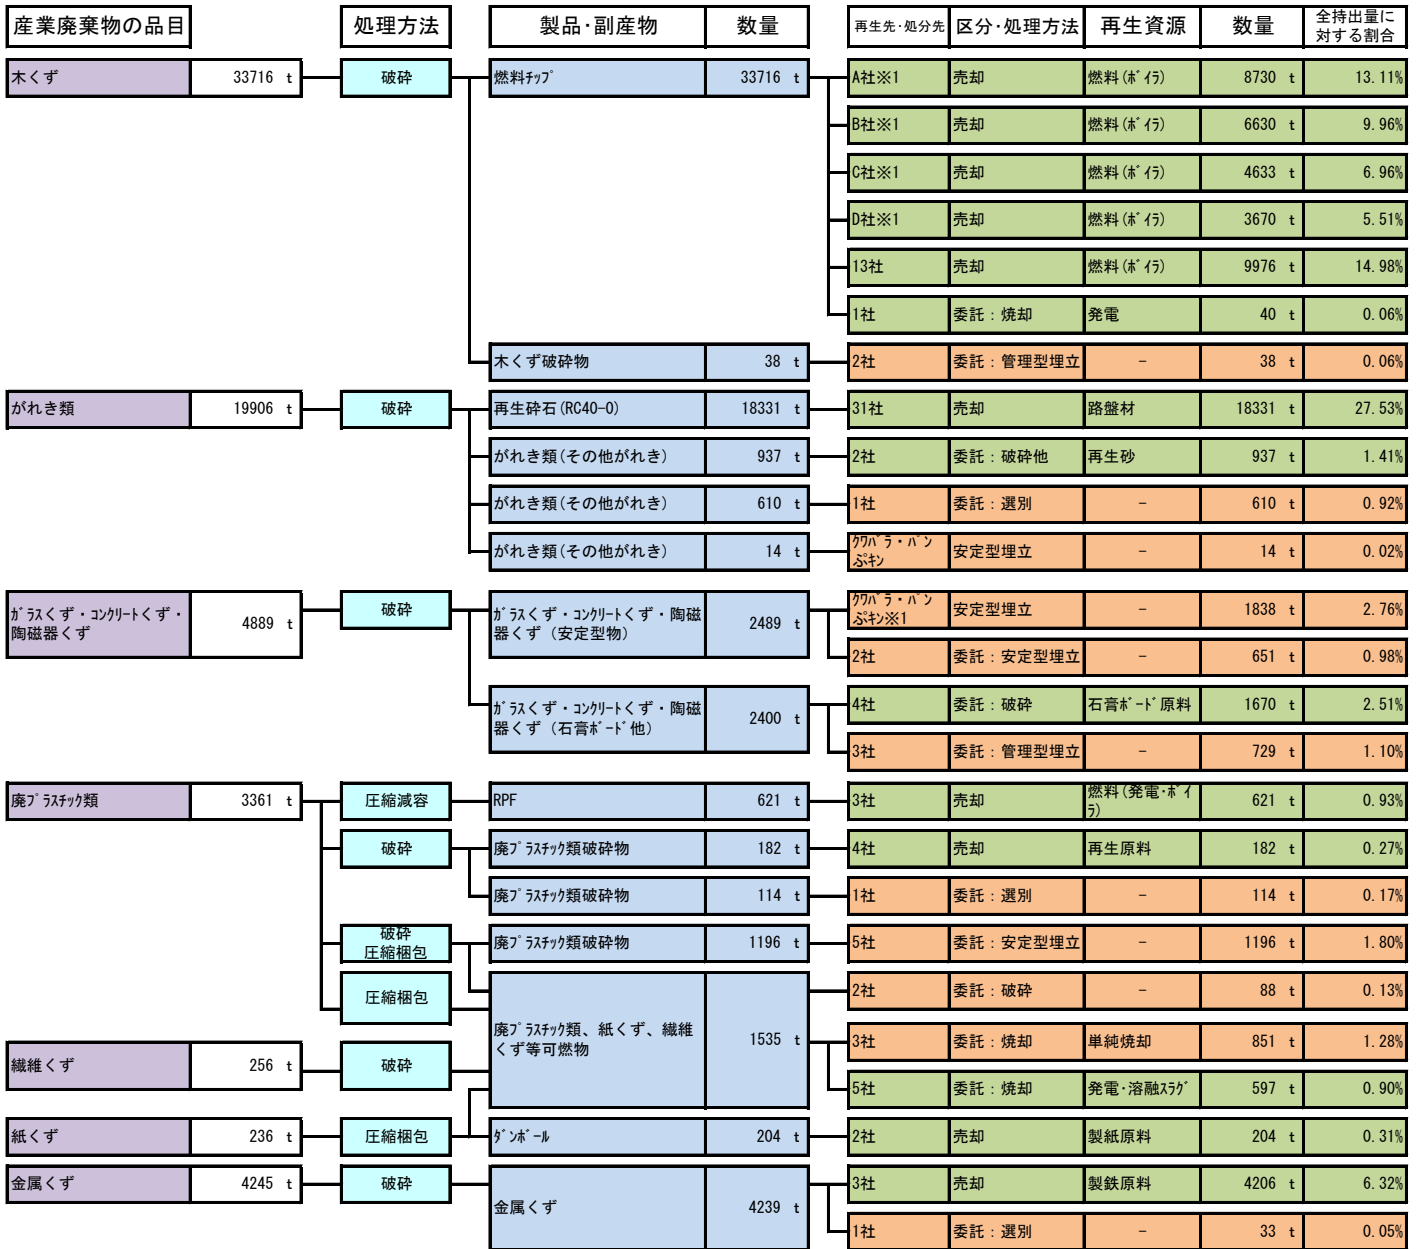 産業廃棄物の品目 処理方法 製品･副産物 数量 再生先･処分先 区分･処理方法 再生資源 数量 全持出量に
対する割合
木くず 33716 t 破砕 燃料ﾁｯﾌﾟ 33716 t A社※1 売却 燃料(ﾎﾞｲﾗ) 8730 t 13.11%
B社※1 売却 燃料(ﾎﾞｲﾗ) 6630 t 9.96%
C社※1 売却 燃料(ﾎﾞｲﾗ) 4633 t 6.96%
D社※1 売却 燃料(ﾎﾞｲﾗ) 3670 t 5.51%
13社 売却 燃料(ﾎﾞｲﾗ) 9976 t 14.98%
1社 委託：焼却 発電 40 t 0.06%
木くず破砕物 38 t 2社 委託：管理型埋立 － 38 t 0.06%
がれき類 19906 t 破砕 再生砕石(RC40-0) 18331 t 31社 売却 路盤材 18331 t 27.53%
がれき類(その他がれき) 937 t 2社 委託：破砕他 再生砂 937 t 1.41%
がれき類(その他がれき) 610 t 1社 委託：選別 － 610 t 0.92%
がれき類(その他がれき) 14 t ｸﾜﾊﾞﾗ・ﾊﾟﾝ
ぷｷﾝ 安定型埋立 － 14 t 0.02%
ｶﾞﾗｽくず・ｺﾝｸﾘｰﾄくず・
陶磁器くず 4889 t 破砕 ｶﾞﾗｽくず・ｺﾝｸﾘｰﾄくず・陶磁
器くず（安定型物） 2489 t ｸﾜﾊﾞﾗ・ﾊﾟﾝ
ぷｷﾝ※1 安定型埋立 － 1838 t 2.76%
2社 委託：安定型埋立 － 651 t 0.98%
ｶﾞﾗｽくず・ｺﾝｸﾘｰﾄくず・陶磁
器くず（石膏ﾎﾞｰﾄﾞ他） 2400 t 4社 委託：破砕 石膏ﾎﾞｰﾄﾞ原料 1670 t 2.51%
3社 委託：管理型埋立 － 729 t 1.10%
廃ﾌﾟﾗｽﾁｯｸ類 3361 t 圧縮減容 RPF 621 t 3社 売却 燃料(発電･ﾎﾞｲ
ﾗ) 621 t 0.93%
破砕 廃ﾌﾟﾗｽﾁｯｸ類破砕物 182 t 4社 売却 再生原料 182 t 0.27%
廃ﾌﾟﾗｽﾁｯｸ類破砕物 114 t 1社 委託：選別 － 114 t 0.17%
破砕
圧縮梱包 廃ﾌﾟﾗｽﾁｯｸ類破砕物 1196 t 5社 委託：安定型埋立 － 1196 t 1.80%
圧縮梱包 廃ﾌﾟﾗｽﾁｯｸ類、紙くず、繊維
くず等可燃物 1535 t 2社 委託：破砕 － 88 t 0.13%
3社 委託：焼却 単純焼却 851 t 1.28%
繊維くず 256 t 破砕
5社 委託：焼却 発電･溶融ｽﾗｸﾞ 597 t 0.90%
紙くず 236 t 圧縮梱包 ﾀﾞﾝﾎﾞｰﾙ 204 t 2社 売却 製紙原料 204 t 0.31%
金属くず 4245 t 破砕 金属くず 4239 t 3社 売却 製鉄原料 4206 t 6.32%
1社 委託：選別 － 33 t 0.05%